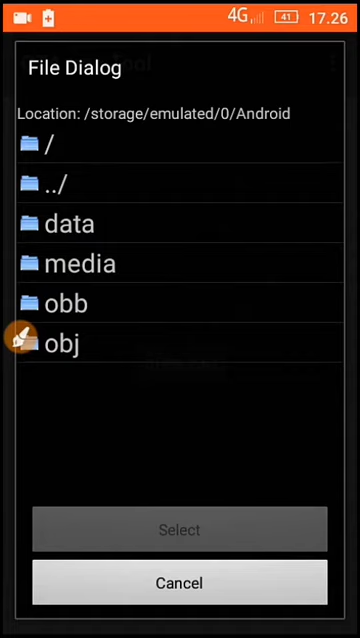 4G 41 17.26
File Dialog
Location: /storage/emulated/0/Android
/
../
data
media
obb
obj
Select
Cancel